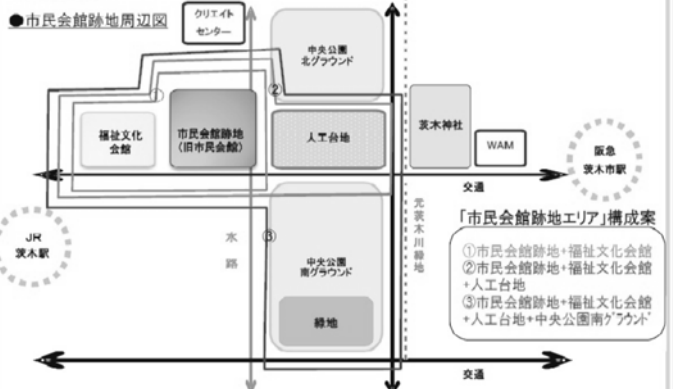 ●市民会館跡地周辺図
クリエイト
センター
中央公園
北グラウンド
①
②
福祉文化
会館
市民会館跡地
(旧市民会館)
人工台地
茨木神社
WAM
阪急
茨木市駅
交通
JR
茨木駅
水路
③
中央公園
南グラウンド
緑地
元茨木川緑地
「市民会館跡地エリア」構成案
①市民会館跡地+福祉文化会館
②市民会館跡地+福祉文化会館
+人工台地
③市民会館跡地+福祉文化会館
+人工台地+中央公園南グラウンド
交通